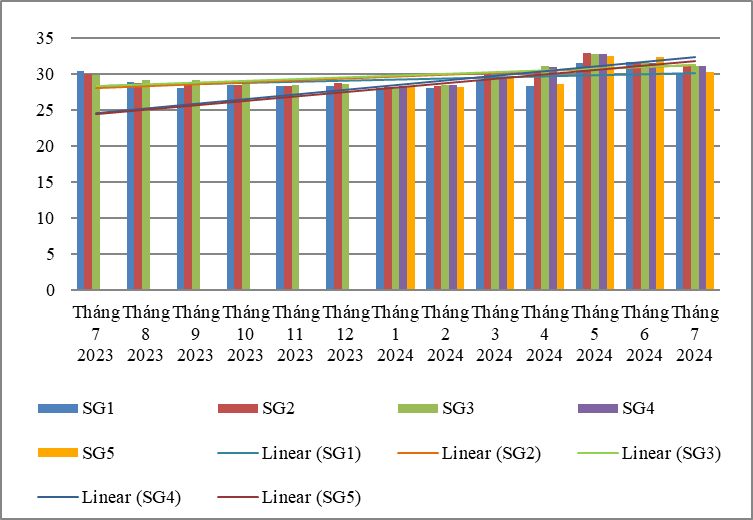 35
30
25
20
15
10
5
0
Tháng Tháng Tháng Tháng Tháng Tháng Tháng Tháng Tháng Tháng Tháng Tháng Tháng
7 8 9 10 11 12 1 2 3 4 5 6 7
2023 2023 2023 2023 2023 2023 2024 2024 2024 2024 2024 2024 2024
SG1 SG2 SG3 SG4
SG5 Linear (SG1) Linear (SG2) Linear (SG3)
Linear (SG4) Linear (SG5)